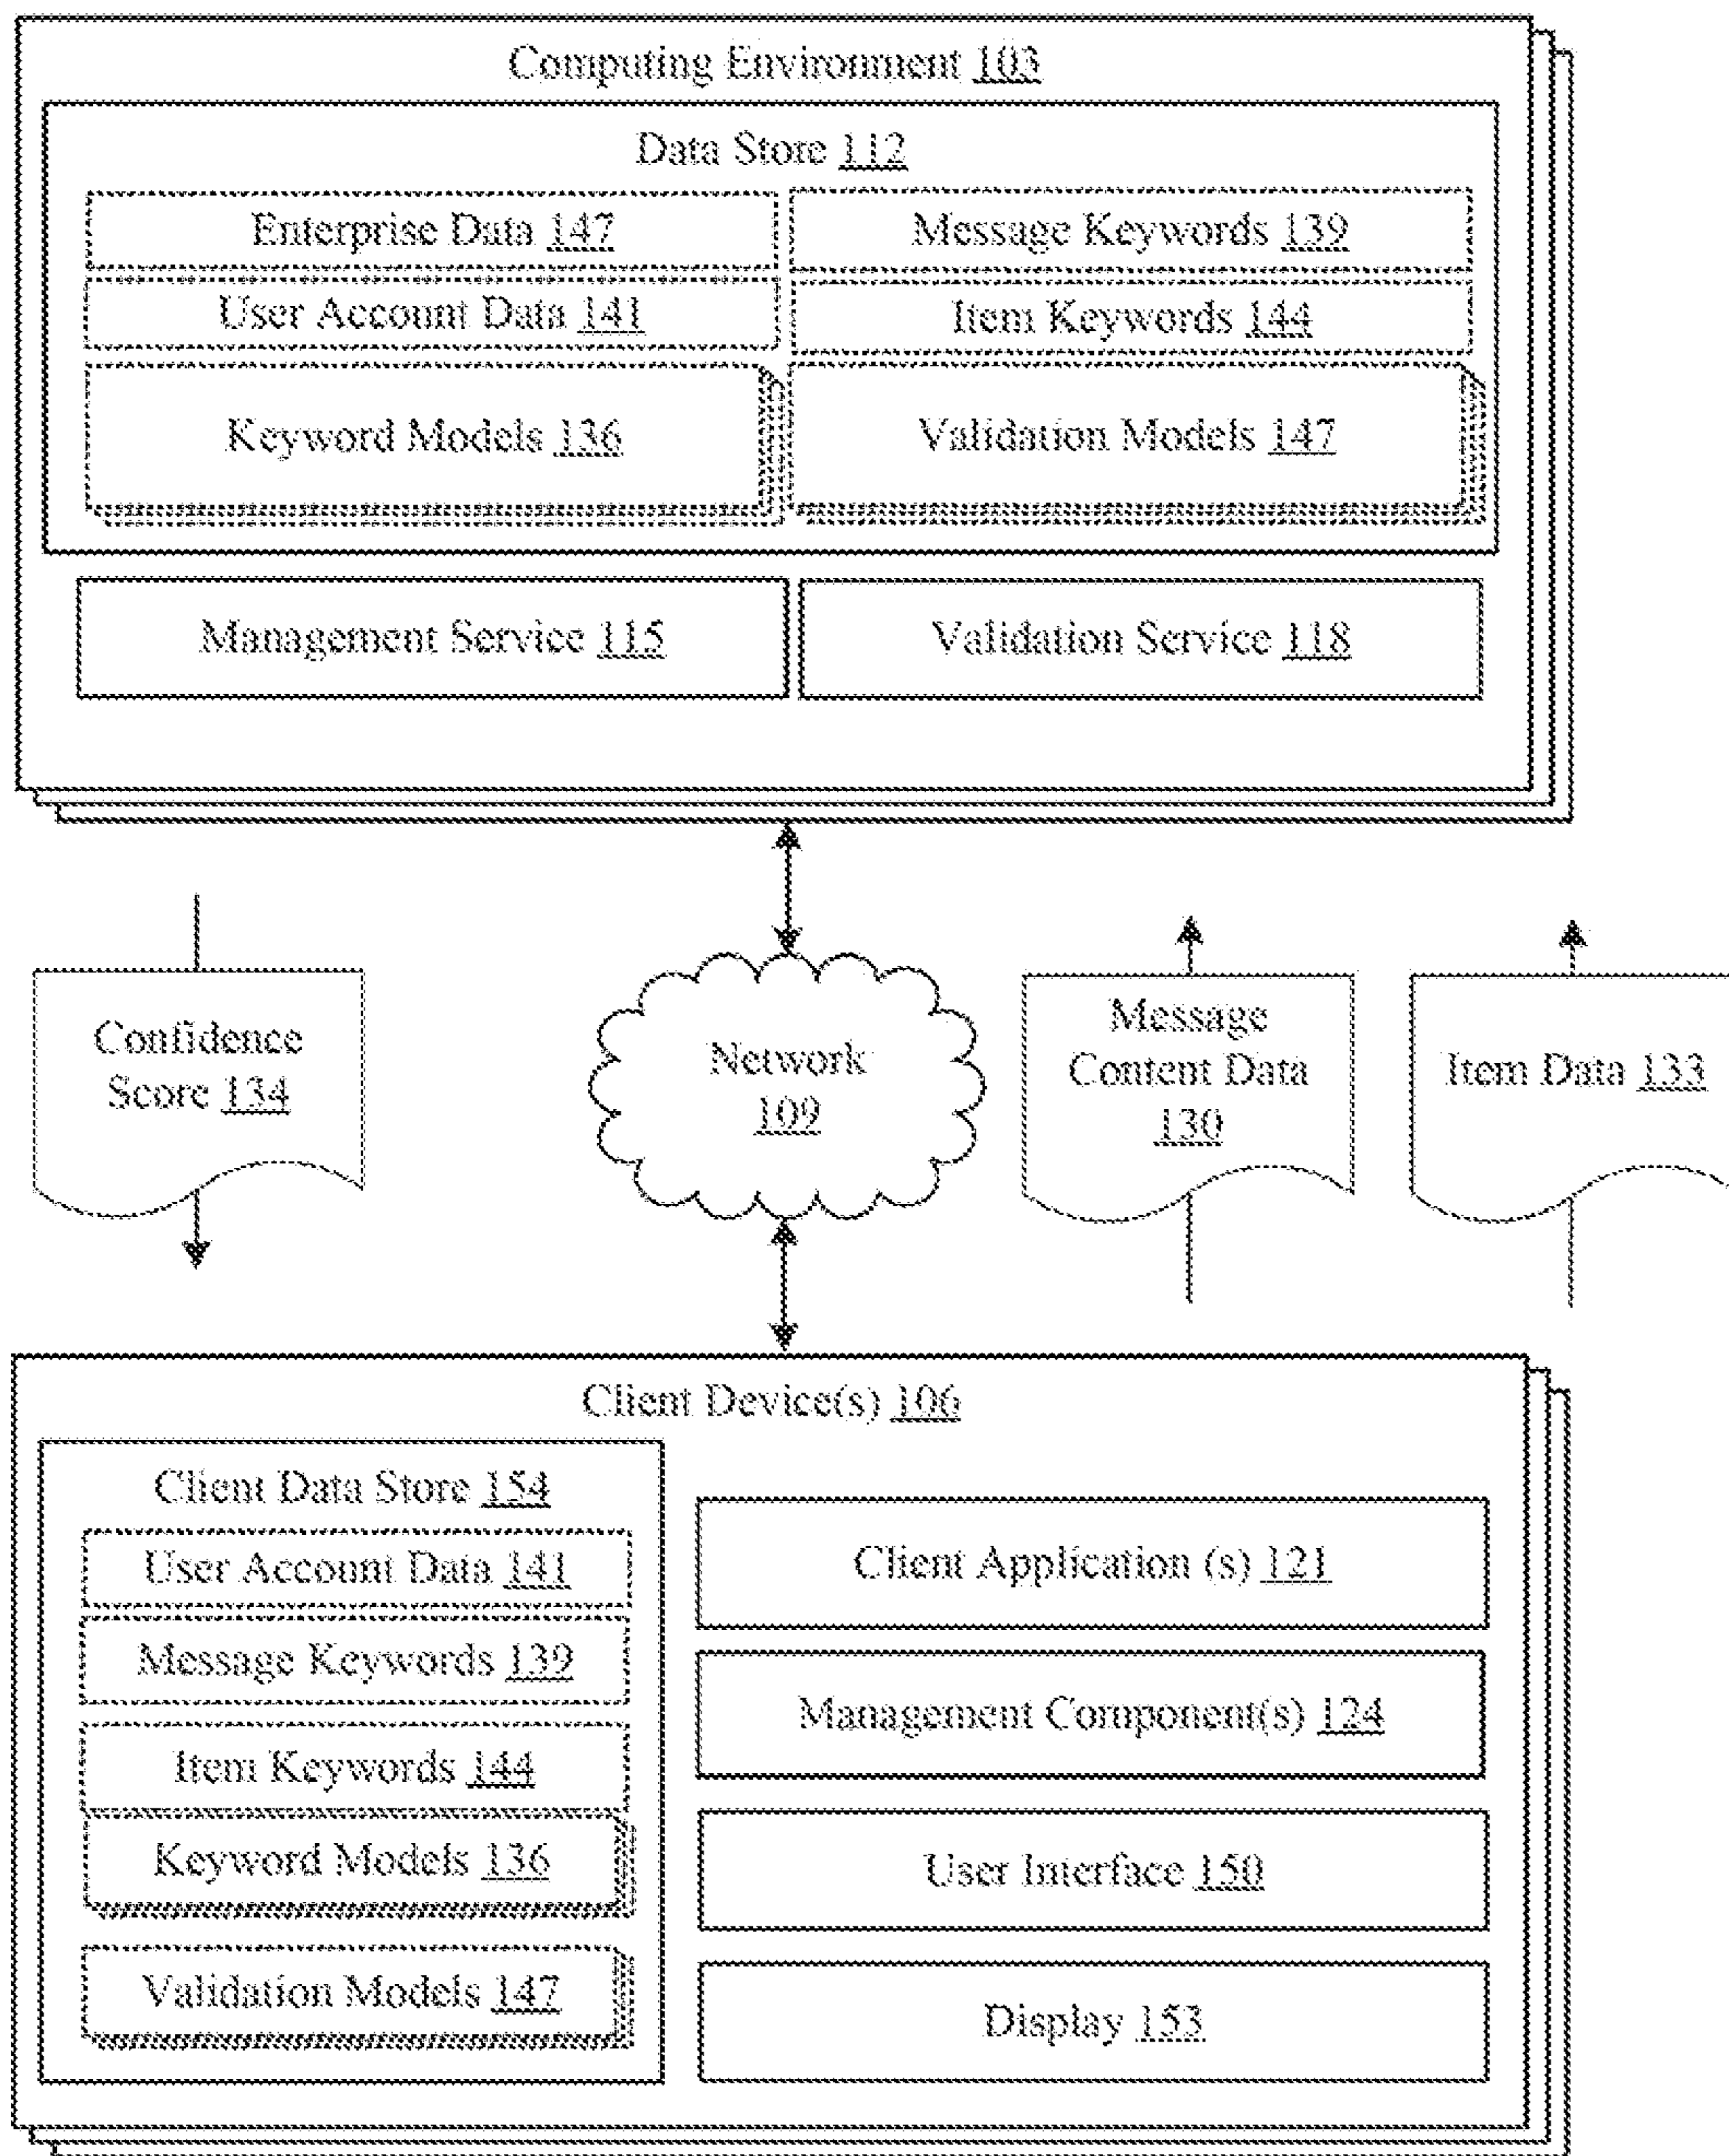 Computing Environment 103
Data Store 112
Enterprise Data 147
Message Keywords 139
User Account Data 141
Item Keywords 144
Keyword Models 136
Validation Models 147
Management Service 115
Validation Service 118
Confidence
Score 134
Network
109
Message
Content Data
130
Item Data 133
Client Device(s) 106
Client Data Store 154
User Account Data 141
Message Keywords 139
Item Keywords 144
Keyword Models 136
Validation Models 147
Client Application (s) 121
Management Component(s) 124
User Interface 150
Display 153